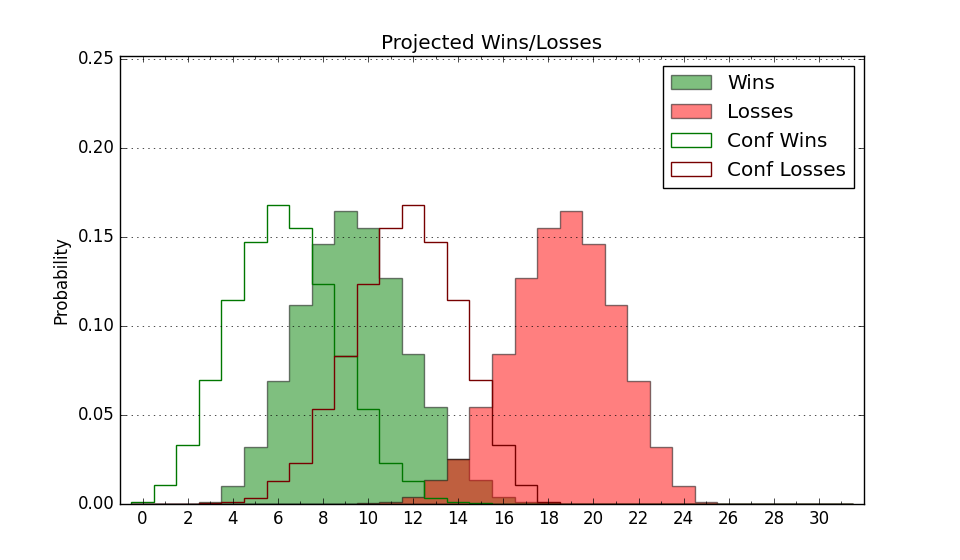 Projected Wins/Losses
0.25
0.20
0.15
0.10
0.05
0.00
Probability
Wins
Losses
Conf Wins
Conf Losses
0 2 4 6 8 10 12 14 16 18 20 22 24 26 28 30